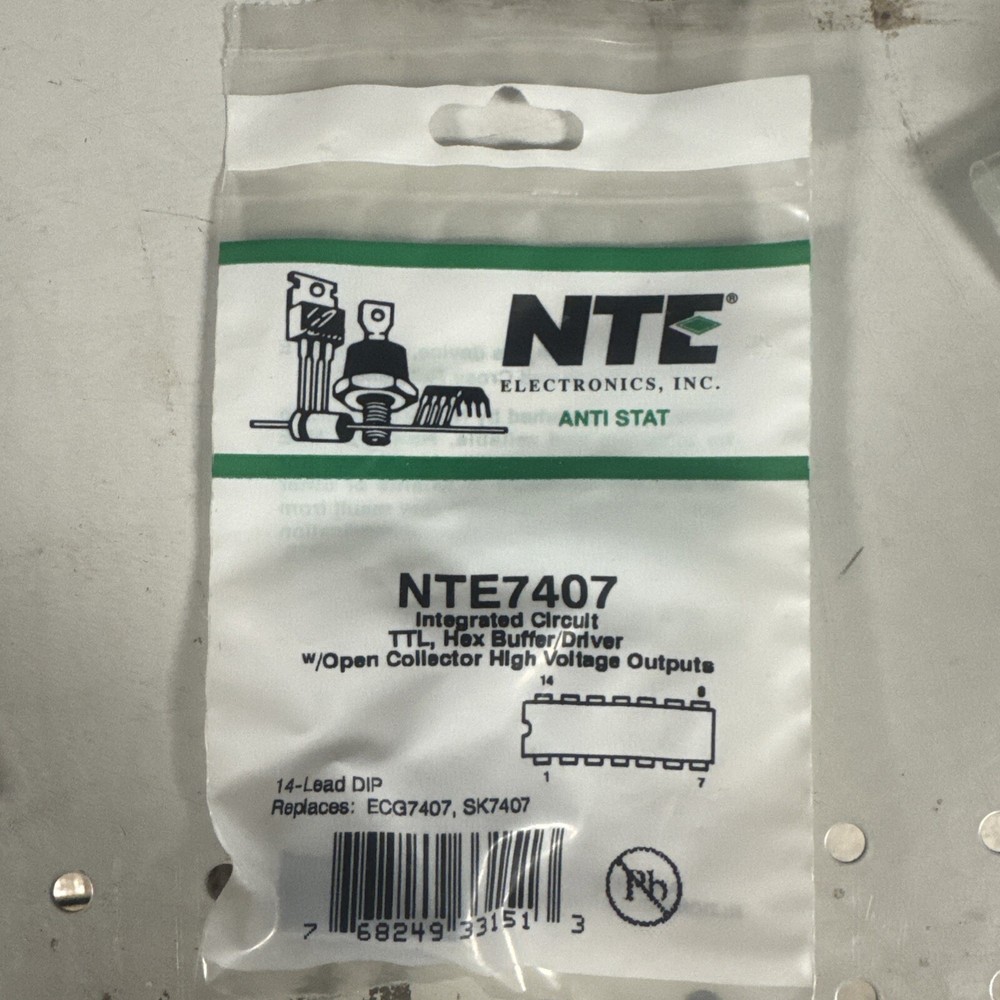 NTE®
ELECTRONICS, INC.
ANTI STAT
NTE7407
Integrated Circuit
TTL, Hex Buffer/Driver
w/Open Collector High Voltage Outputs
14 8
1 7
14-Lead DIP
Replaces: ECG7407, SK7407
Pb
7 68249 33151 3